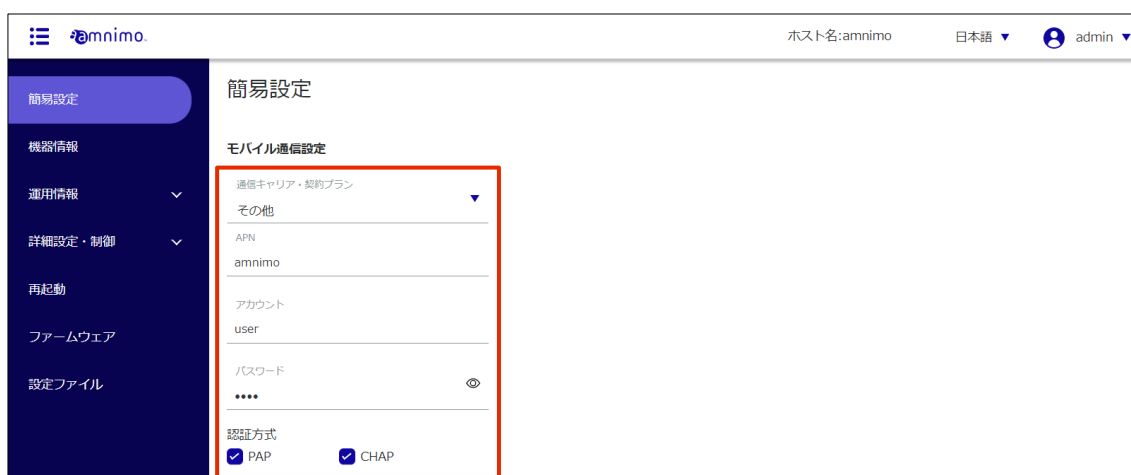 amnimo
ホスト名:amnimo
日本語
admin
簡易設定
機器情報
運用情報
詳細設定・制御
再起動
ファームウェア
設定ファイル
簡易設定
モバイル通信設定
通信キャリア・契約プラン
その他
APN
amnimo
アカウント
user
パスワード
••••
認証方式
PAP CHAP